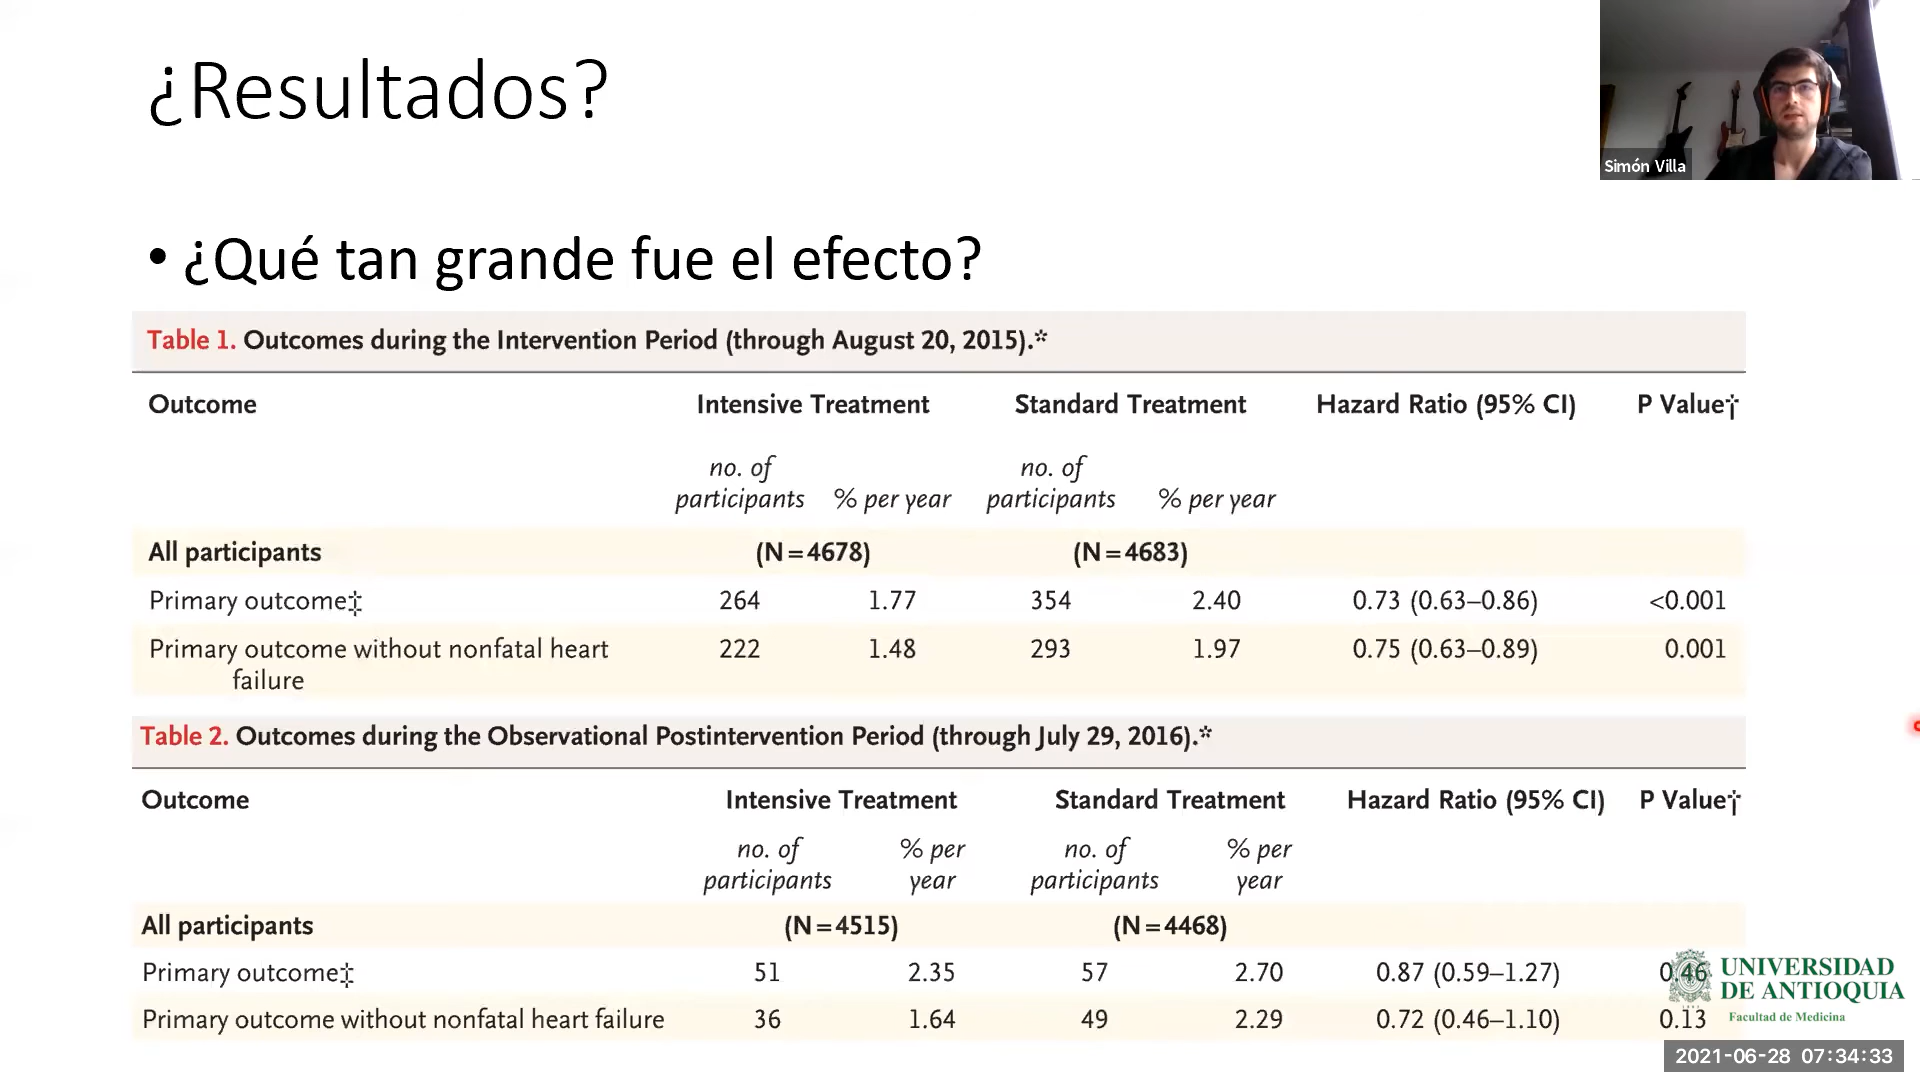 ¿Resultados?
Simón Villa
• ¿Qué tan grande fue el efecto?
Table 1. Outcomes during the Intervention Period (through August 20, 2015).*
Outcome Intensive Treatment Standard Treatment Hazard Ratio (95% CI) P Value†
no. of participants % per year no. of participants % per year
All participants (N=4678) (N=4683)
Primary outcome‡ 264 1.77 354 2.40 0.73 (0.63–0.86) <0.001
Primary outcome without nonfatal heart 222 1.48 293 1.97 0.75 (0.63–0.89) 0.001
failure
Table 2. Outcomes during the Observational Postintervention Period (through July 29, 2016).*
Outcome Intensive Treatment Standard Treatment Hazard Ratio (95% CI) P Value†
no. of participants % per year no. of participants % per year
All participants (N=4515) (N=4468)
Primary outcome‡ 51 2.35 57 2.70 0.87 (0.59–1.27) 0.46
Primary outcome without nonfatal heart failure 36 1.64 49 2.29 0.72 (0.46–1.10) 0.13
UNIVERSIDAD
DE ANTIOQUIA
Facultad de Medicina
2021-06-28 07:34:33